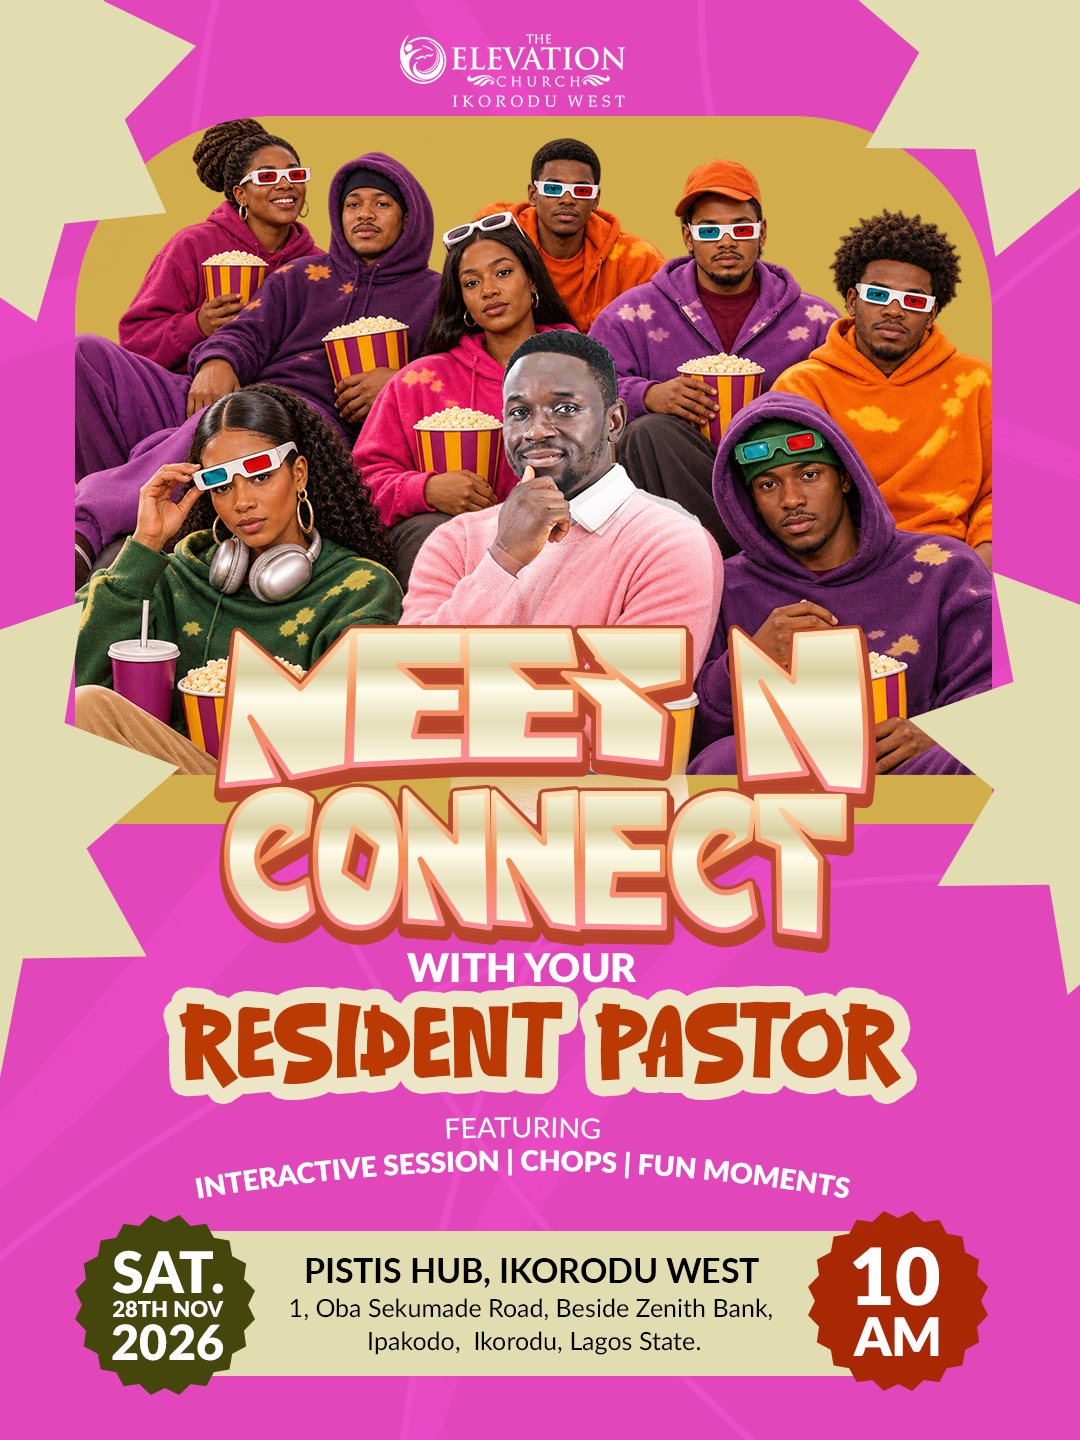 THE
ELEVATION
CHURCH
IKORODU WEST
MEET N
CONNECT
WITH YOUR
RESIDENT PASTOR
FEATURING
INTERACTIVE SESSION | CHOPS | FUN MOMENTS
SAT.
28TH NOV
2026
PISTIS HUB, IKORODU WEST
1, Oba Sekumade Road, Beside Zenith Bank,
Ipakodo, Ikorodu, Lagos State.
10
AM